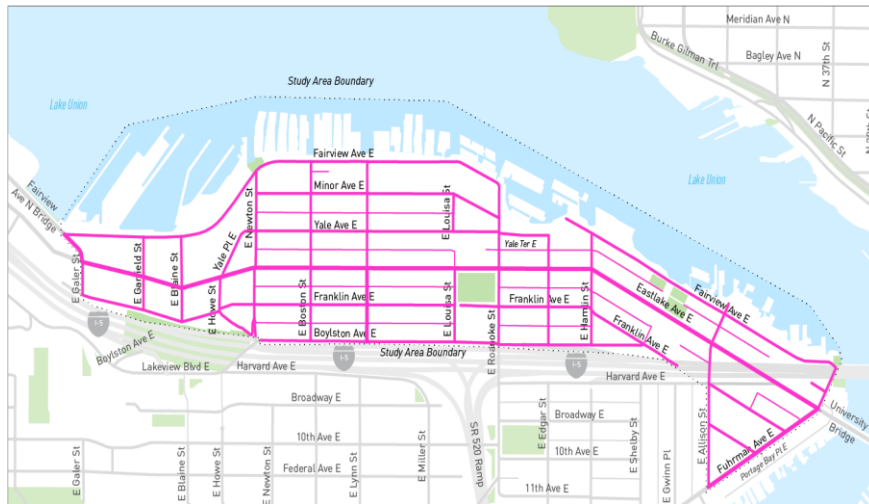 Meridian Ave N
Burke Gilman Trl
Bagley Ave N
N 37th St
N Pacific St
Study Area Boundary
Lake Union
Lake Union
Fairview
Ave N Bridge
Fairview Ave E
Minor Ave E
E Newton St
E Louisa St
Yale Ave E
Yale Pl E
Yale Ter E
E Galer St
E Garfield St
E Blaine St
E Howe St
E Boston St
Franklin Ave E
E Louisa St
Franklin Ave E
E Hamlin St
Eastlake Ave E
Fairview Ave E
Franklin Ave E
Boylston Ave E
E Roanoke St
I-5
Boylston Ave E
I-5
Study Area Boundary
I-5
Lakeview Blvd E
Harvard Ave E
Harvard Ave E
Broadway E
Broadway E
10th Ave E
10th Ave E
Federal Ave E
11th Ave E
E Galer St
E Blaine St
E Howe St
E Newton St
E Lynn St
E Miller St
SR 520 Ramp
E Edgar St
E Shelby St
E Gwinn Pl
E Allison St
Fuhrman Ave E
Portage Bay Pl E
University
Bridge